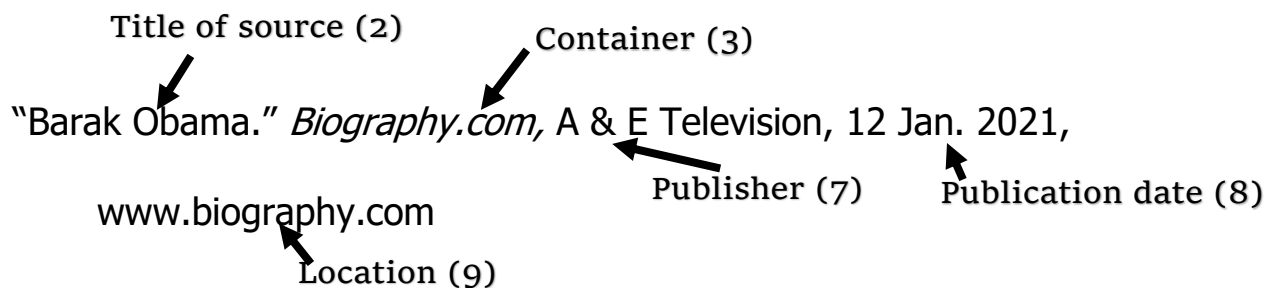 Title of source (2)
Container (3)
“Barak Obama.” Biography.com, A & E Television, 12 Jan. 2021,
Publisher (7)
Publication date (8)
www.biography.com
Location (9)